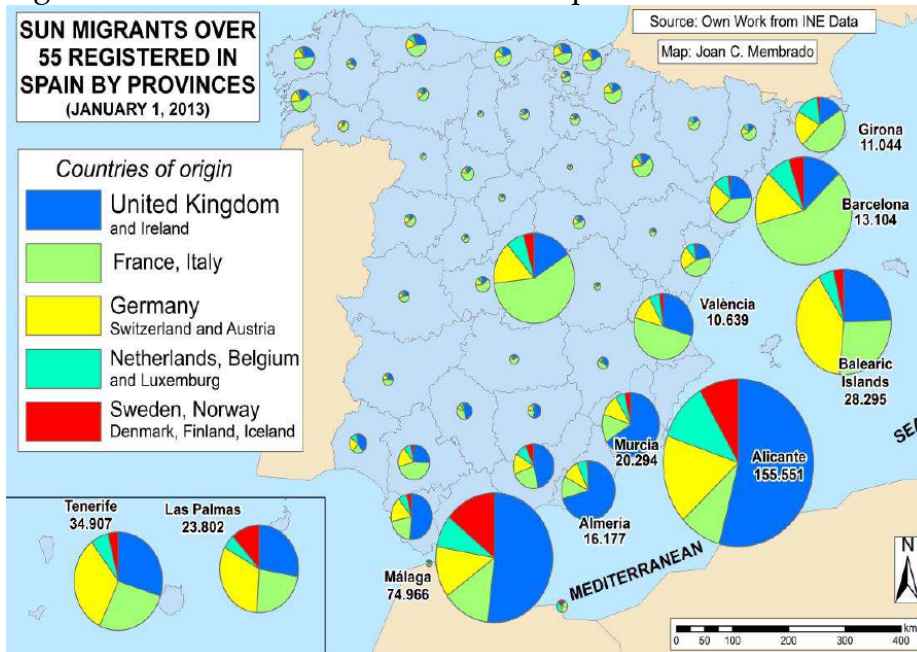 SUN MIGRANTS OVER
55 REGISTERED IN
SPAIN BY PROVINCES
(JANUARY 1, 2013)
Source: Own Work from INE Data
Map: Joan C. Membrado
Countries of origin
United Kingdom
and Ireland
France, Italy
Germany
Switzerland and Austria
Netherlands, Belgium
and Luxemburg
Sweden, Norway
Denmark, Finland, Iceland
Girona
11.044
Barcelona
13.104
València
10.639
Balearic
Islands
28.295
Murcia
20.294
Alicante
155.551
Almería
16.177
Málaga
74.966
Tenerife
34.907
Las Palmas
23.802
MEDITERRANEAN
SEA
N
km
0 50 100 200 300 400